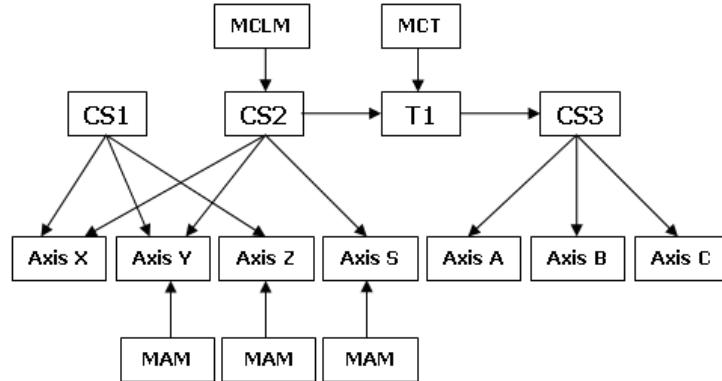 MCLM
MCT
CS1
CS2
T1
CS3
Axis X
Axis Y
Axis Z
Axis S
Axis A
Axis B
Axis C
MAM
MAM
MAM